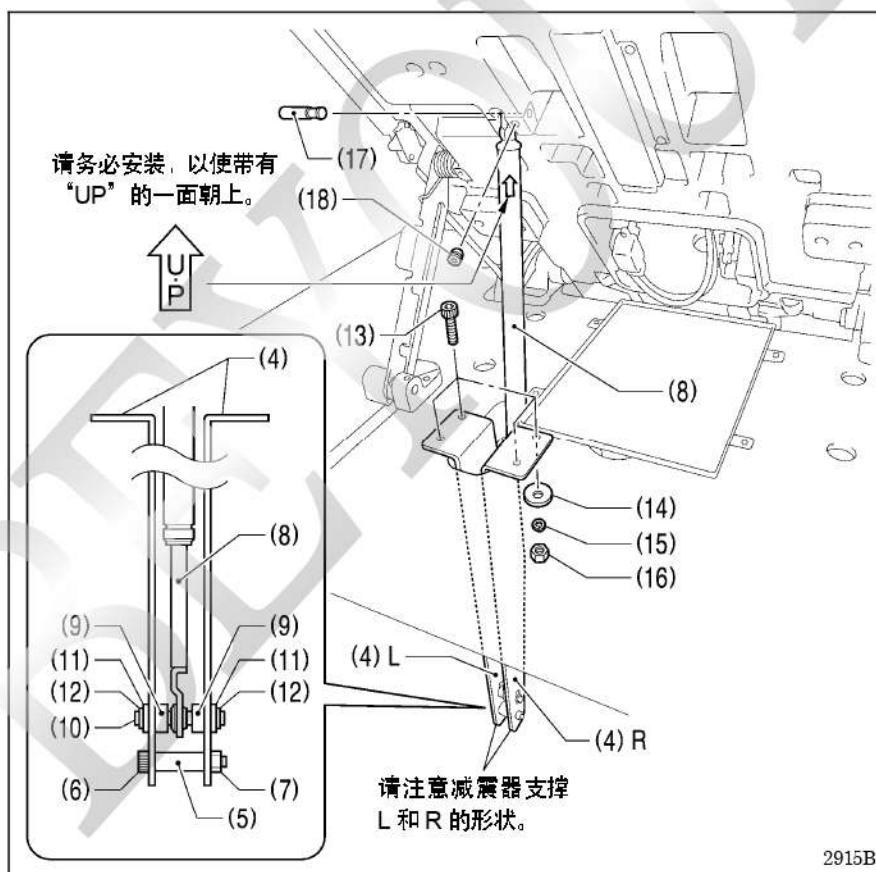 (17)
请务必安装，以使带有
“UP”的一面朝上。
(18)
U·P
(13)
(4)
(8)
(14)
(8)
(15)
(16)
(9)
(9)
(4) L
(11)
(11)
(12)
(12)
(10)
(4) R
(6)
(7)
(5)
请注意减震器支撑
L 和 R 的形状。
2915B